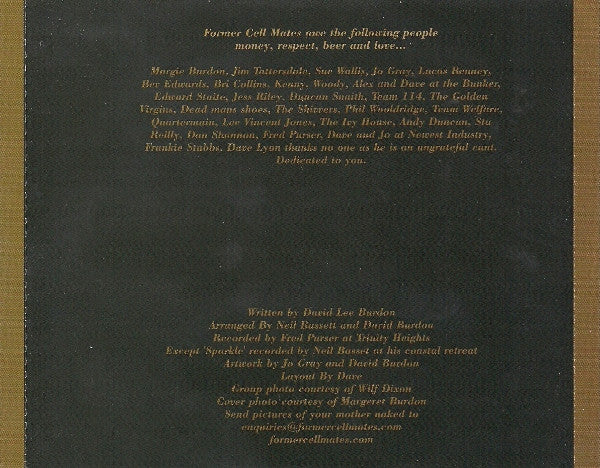 Former Cell Mates owe the following people
money, respect, beer and love...
Margie Burdon, Jim Tattersdale, Sue Wallis, Jo Gray, Lucas Renney,
Bev Edwards, Bri Collins, Kenny, Woody, Alex and Dave at the Bunker,
Edward Staite, Jess Riley, Duncan Smaith, Team 114, The Golden
Virgins, Dead mans shoes, The Shivvers, Phil Wooldridge, Team Welfare,
Quartermain, Lee Vincent Jones, The Ivy House, Andy Duncan, Stu
Reilly, Dan Shannon, Fred Purser, Dave and Jo at Newest Industry,
Frankie Stubbs, Dave Lyon thanks no one as he is an ungrateful cunt.
Dedicated to you.
Written by David Lee Burdon
Arranged By Neil Bassett and David Burdon
Recorded by Fred Purser at Trinity Heights
Except 'Sparkle' recorded by Neil Basset at his coastal retreat
Artwork by Jo Gray and David Burdon
Layout By Dave
Group photo courtesy of Wilf Dixon
Cover photo courtesy of Margeret Burdon
Send pictures of your mother naked to
enquiries@formercellmates.com
formercellmates.com